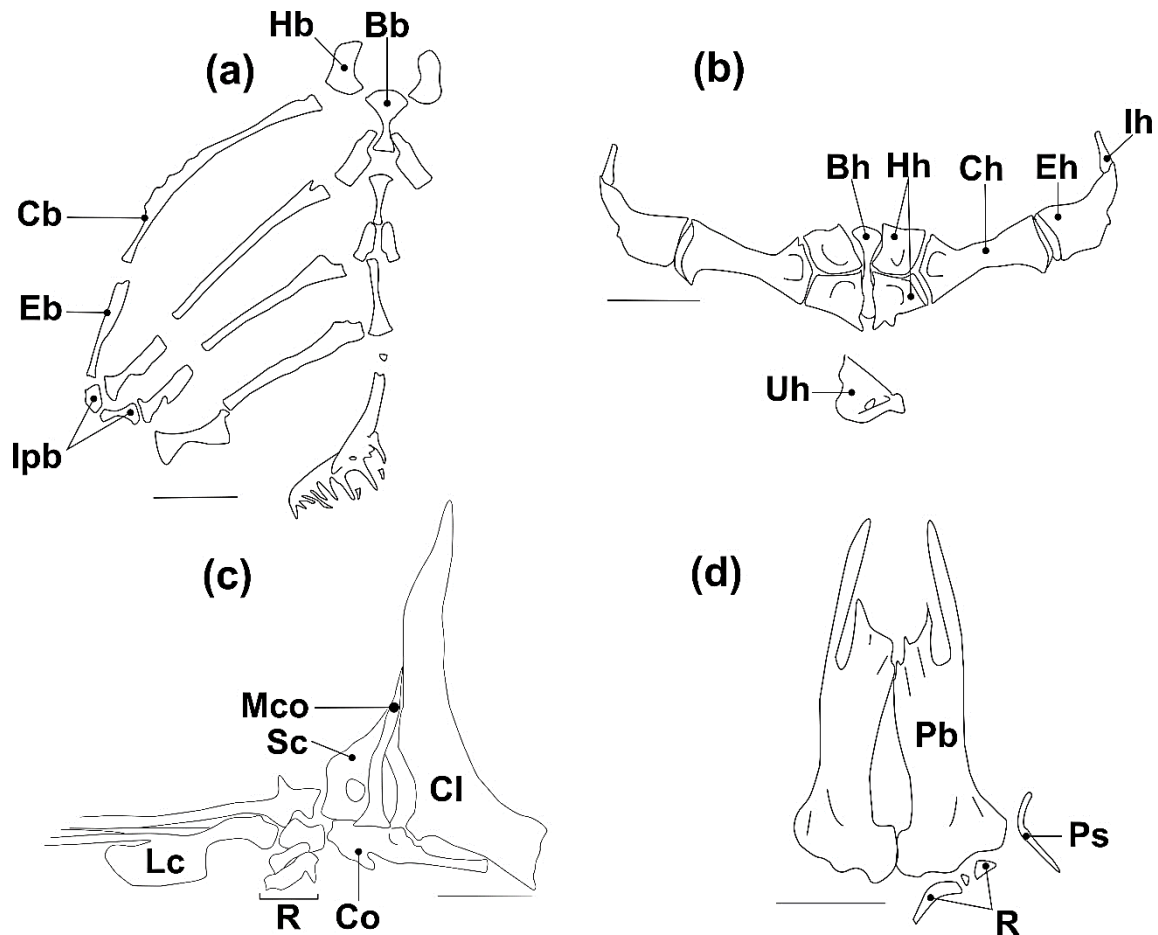 Hb Bb
(a)
Cb
Eb
Ipb
(b)
Ih
Bh Hh Ch Eh
Uh
(c)
Mco
Sc
Cl
Lc
R Co
(d)
Pb
Ps
R